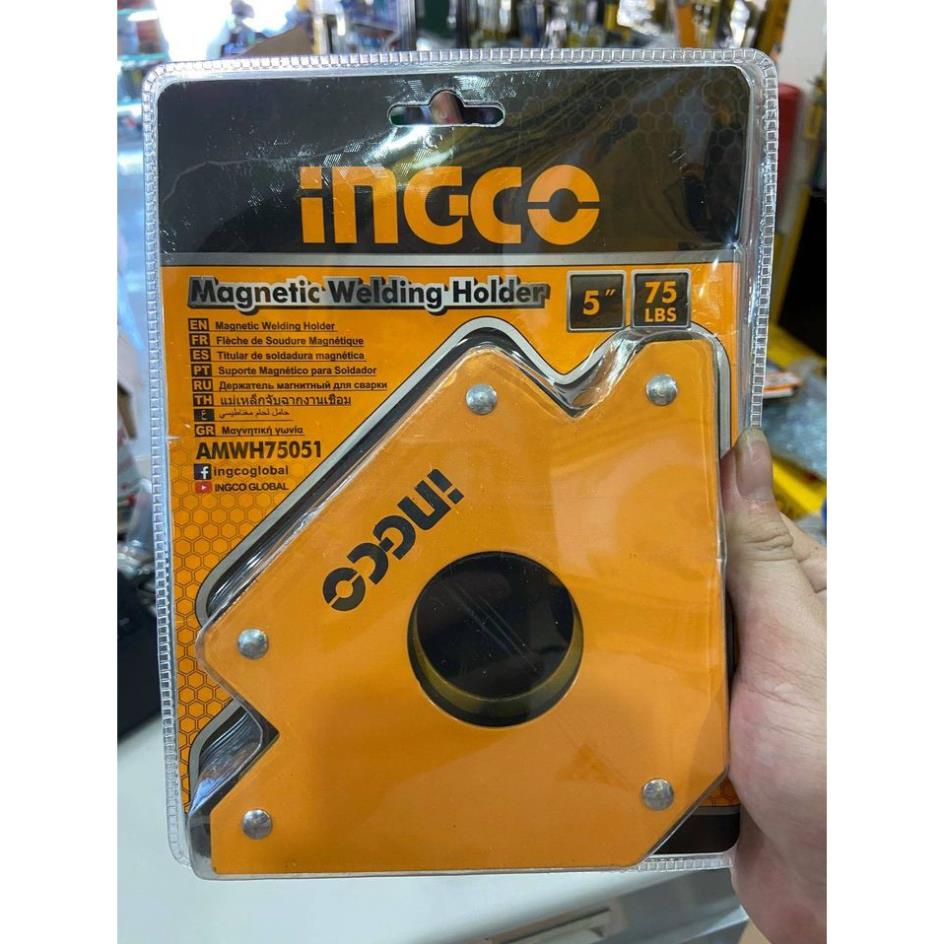 INGCO
Magnetic Welding Holder
5"
75
LBS
EN Magnetic Welding Holder
FR Flèche de Soudure Magnétique
ES Titular de soldadura magnética
PT Suporte Magnético para Soldador
RU Держатель магнитный для сварки
TH แม่เหล็กจับฉากงานเชื่อม
ع حامل لحام مغناطيسي
GR Μαγνητική γωνία
AMWH75051
ingcoglobal
INGCO GLOBAL
INGCO